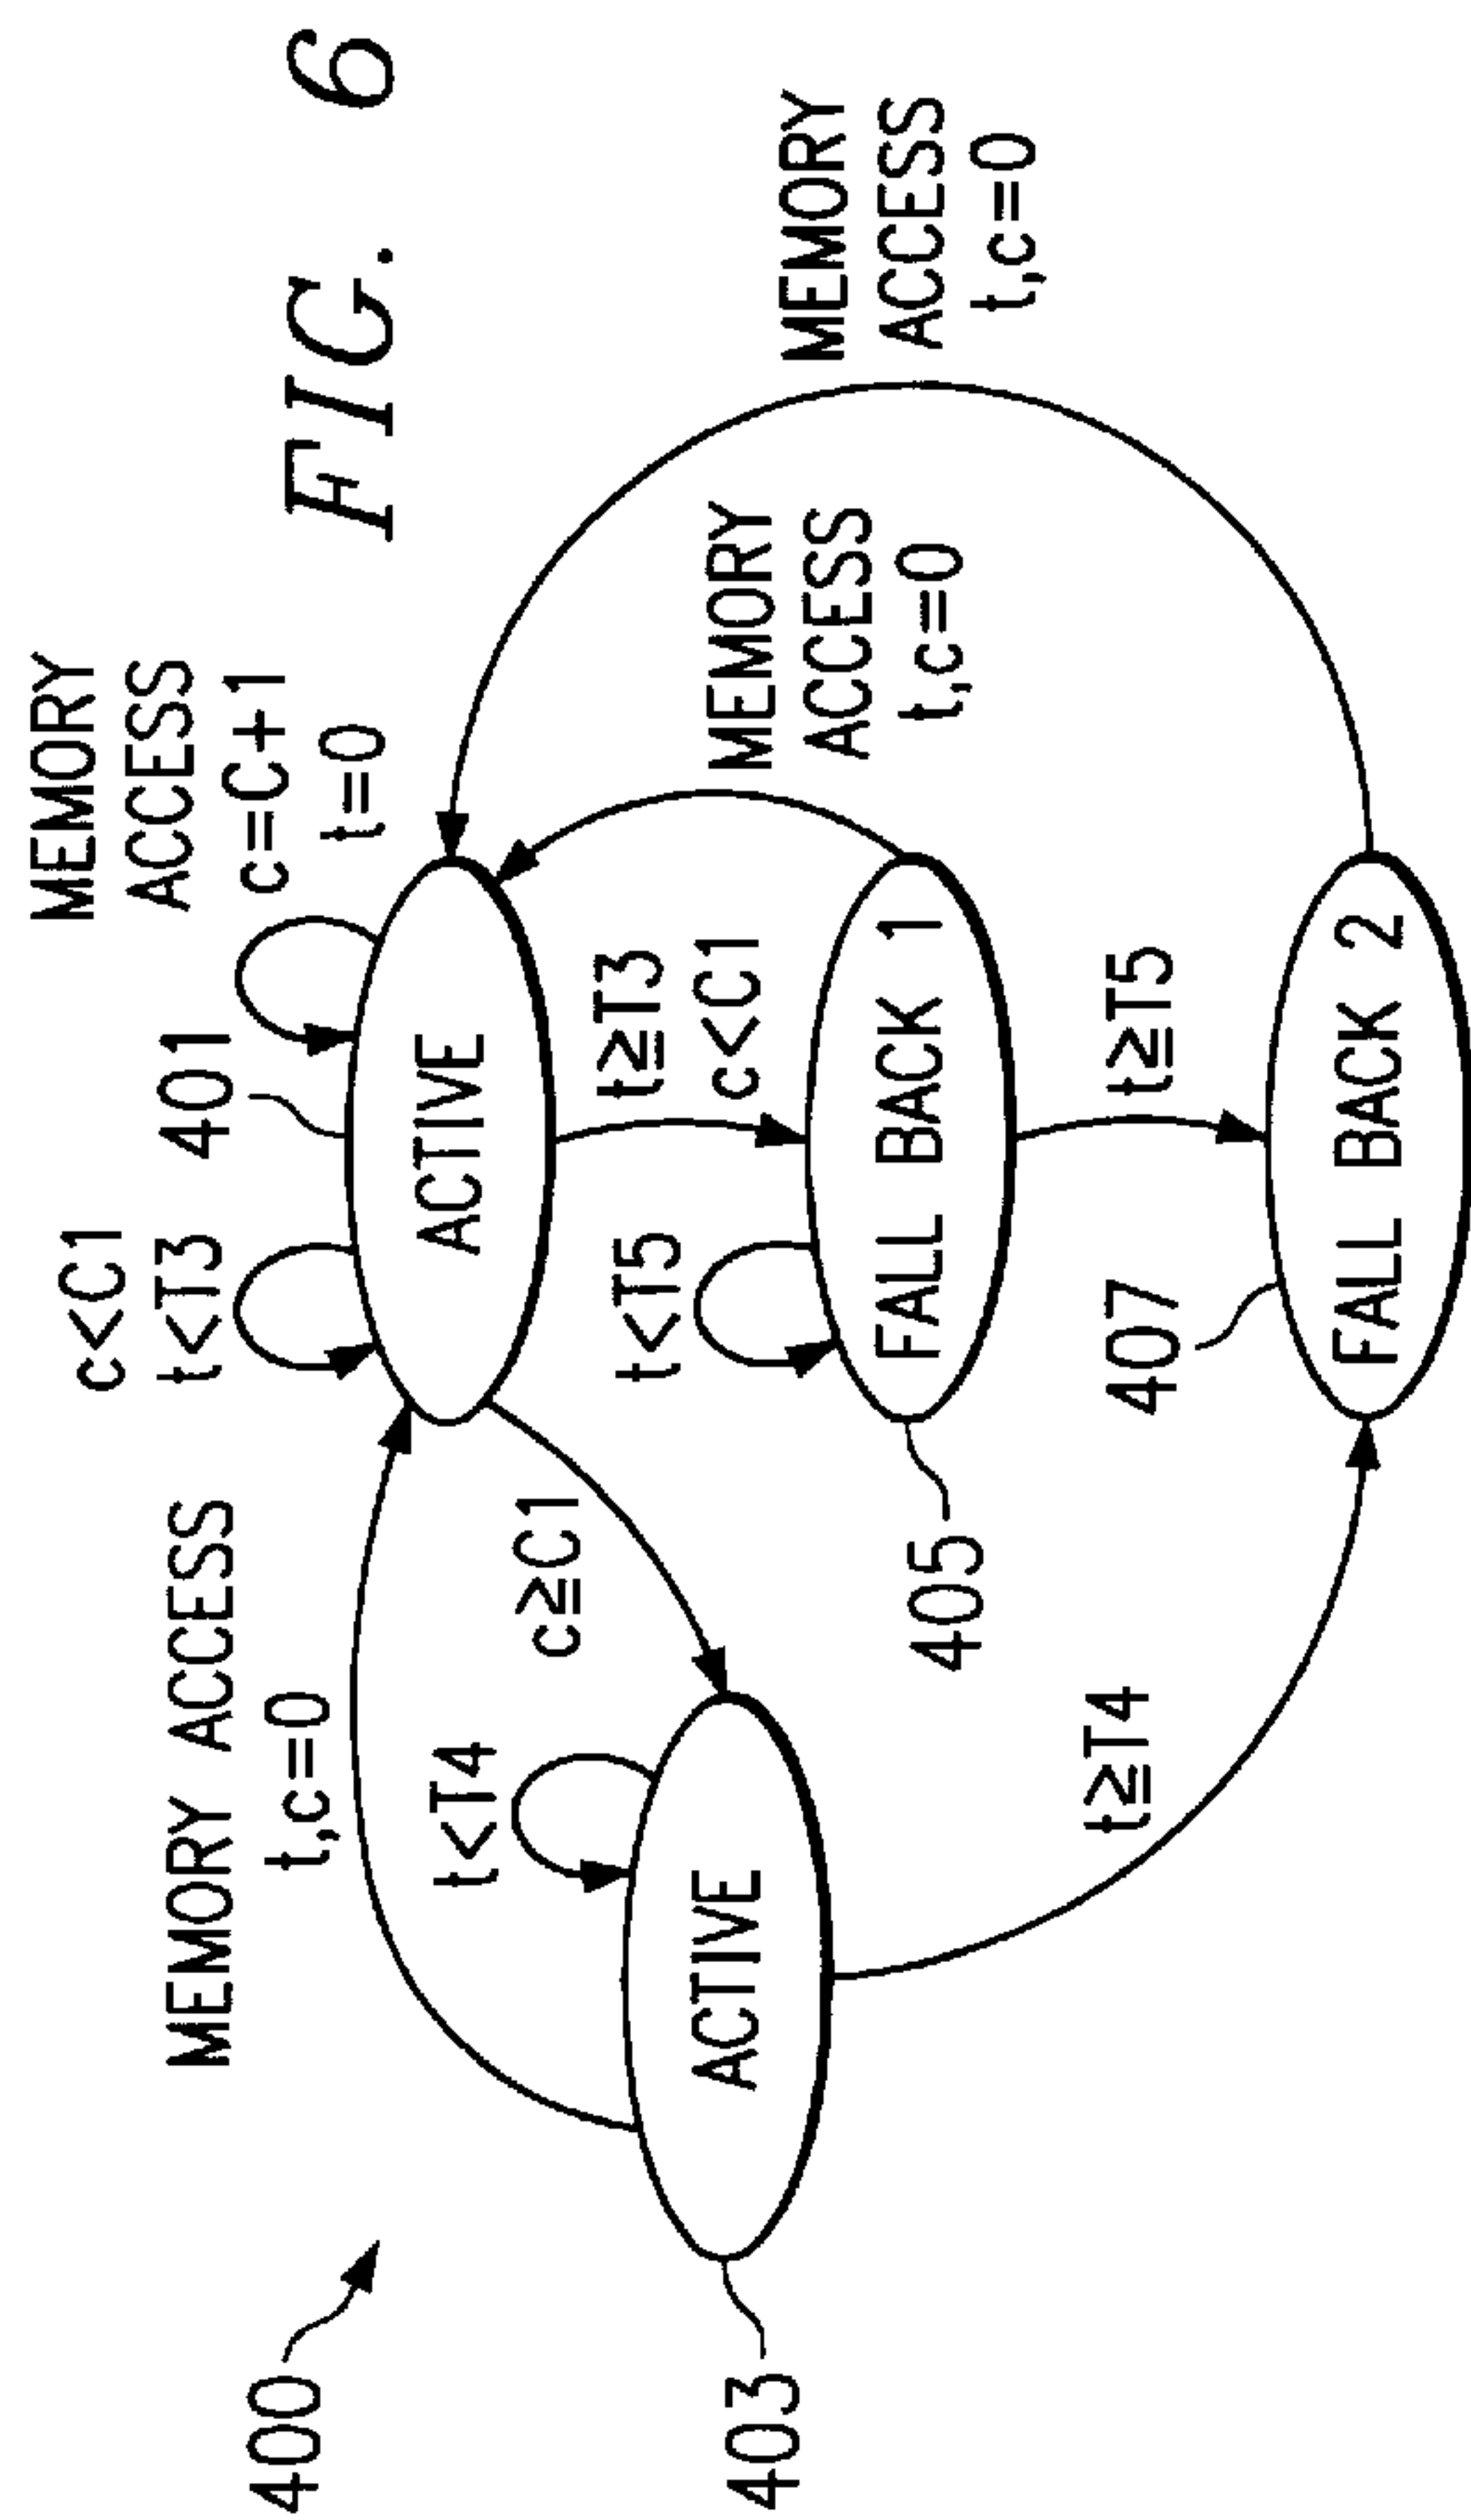 FIG. 6
400
MEMORY
ACCESS
c=C+1
t=0
c<C1
t<T3
401
ACTIVE
MEMORY ACCESS
t,c=0
t<T4
c≧C1
ACTIVE
403
t≧T3
c<C1
MEMORY
ACCESS
t,c=0
MEMORY
ACCESS
t,c=0
t<T5
FALL BACK 1
405
t≧T4
t≧T5
407
FALL BACK 2